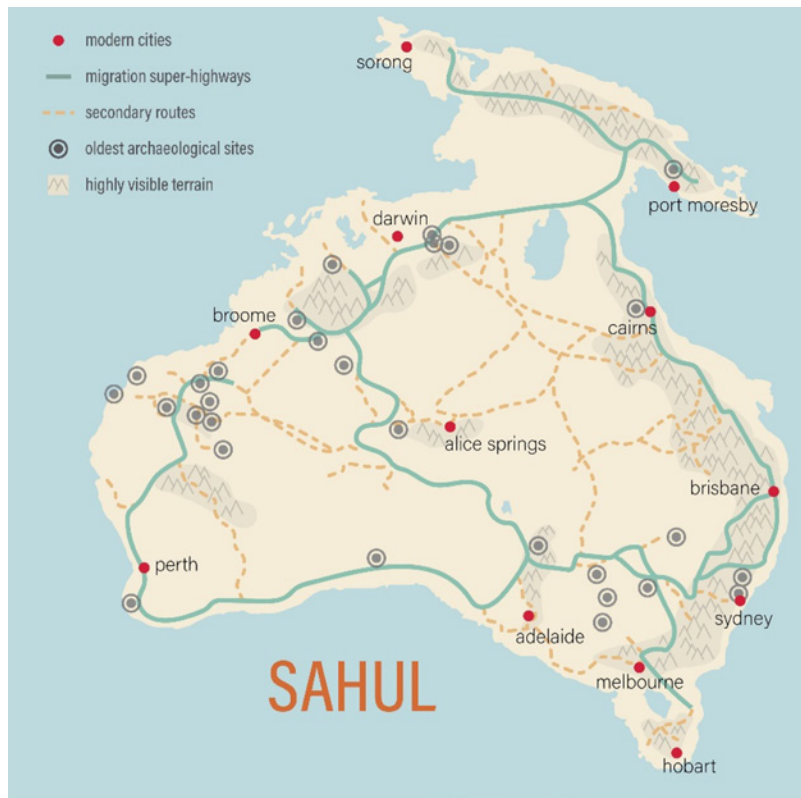 modern cities
migration super-highways
secondary routes
oldest archaeological sites
highly visible terrain
sorong
port moresby
darwin
broome
cairns
alice springs
brisbane
perth
sydney
adelaide
melbourne
SAHUL
hobart